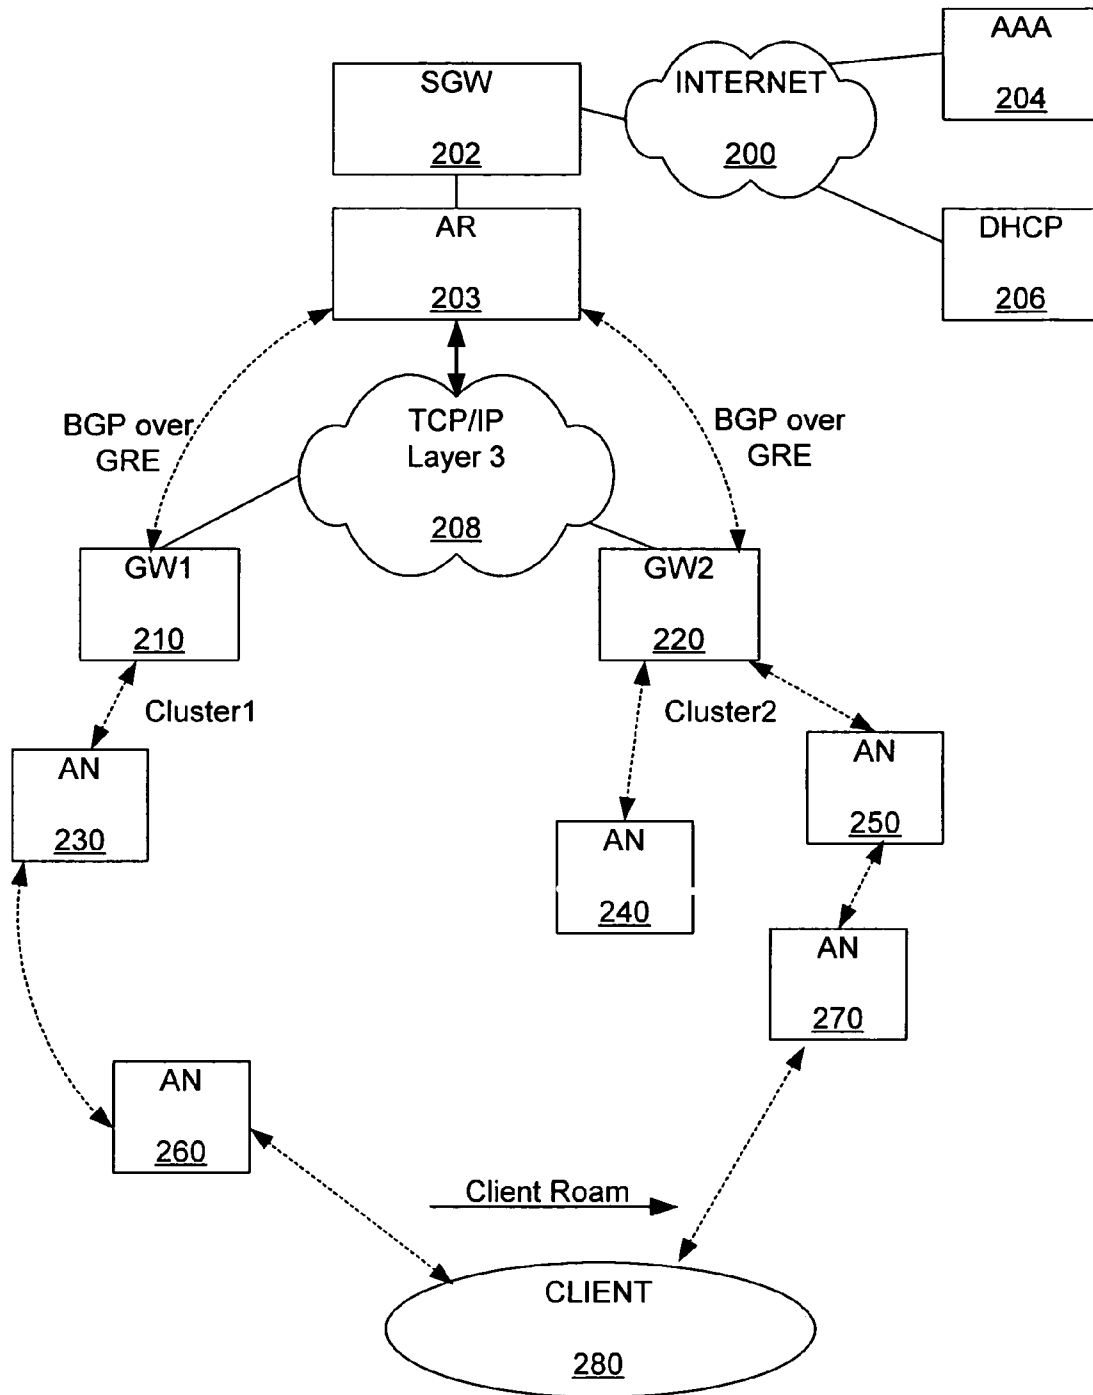 AAA
204
SGW
202
INTERNET
200
AR
203
DHCP
206
BGP over
GRE
TCP/IP
Layer 3
208
BGP over
GRE
GW1
210
GW2
220
Cluster1
Cluster2
AN
230
AN
250
AN
240
AN
270
AN
260
Client Roam
CLIENT
280